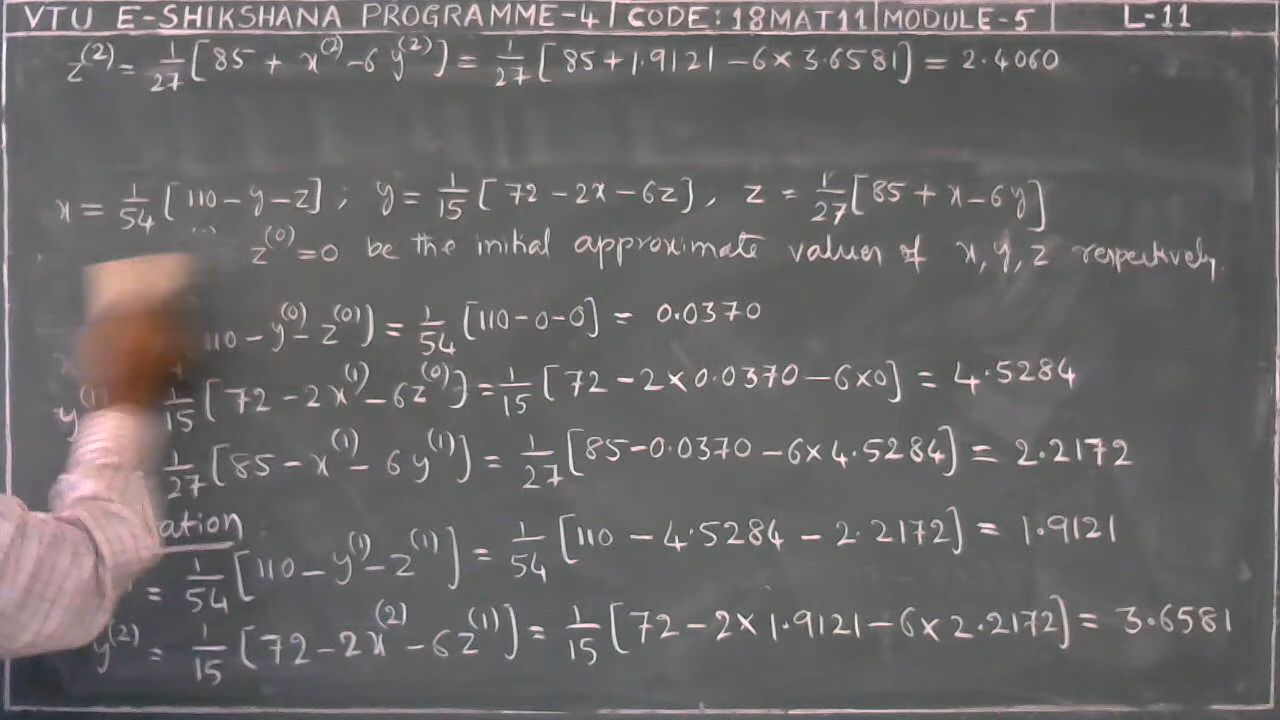 VTU E-SHIKSHANA PROGRAMME-4 | CODE: 18MAT11 | MODULE-5 | L-11
z^(2) = 1/27 [85 + x^(2) - 6y^(2)] = 1/27 [85 + 1.9121 - 6 × 3.6581] = 2.4060
x = 1/54 [110 - y - z] ; y = 1/15 [72 - 2x - 6z], z = 1/27 [85 + x - 6y]
z^(0) = 0 be the initial approximate values of x, y, z respectively.
110 - y^(0) - z^(0)] = 1/54 [110 - 0 - 0] = 0.0370
y^(1) 1/15 [72 - 2x^(1) - 6z^(0)] = 1/15 [72 - 2 × 0.0370 - 6 × 0] = 4.5284
1/27 [85 - x^(1) - 6y^(1)] = 1/27 [85 - 0.0370 - 6 × 4.5284] = 2.2172
ation
= 1/54 [110 - y^(1) - z^(1)] = 1/54 [110 - 4.5284 - 2.2172] = 1.9121
y^(2) = 1/15 [72 - 2x^(2) - 6z^(1)] = 1/15 [72 - 2 × 1.9121 - 6 × 2.2172] = 3.6581